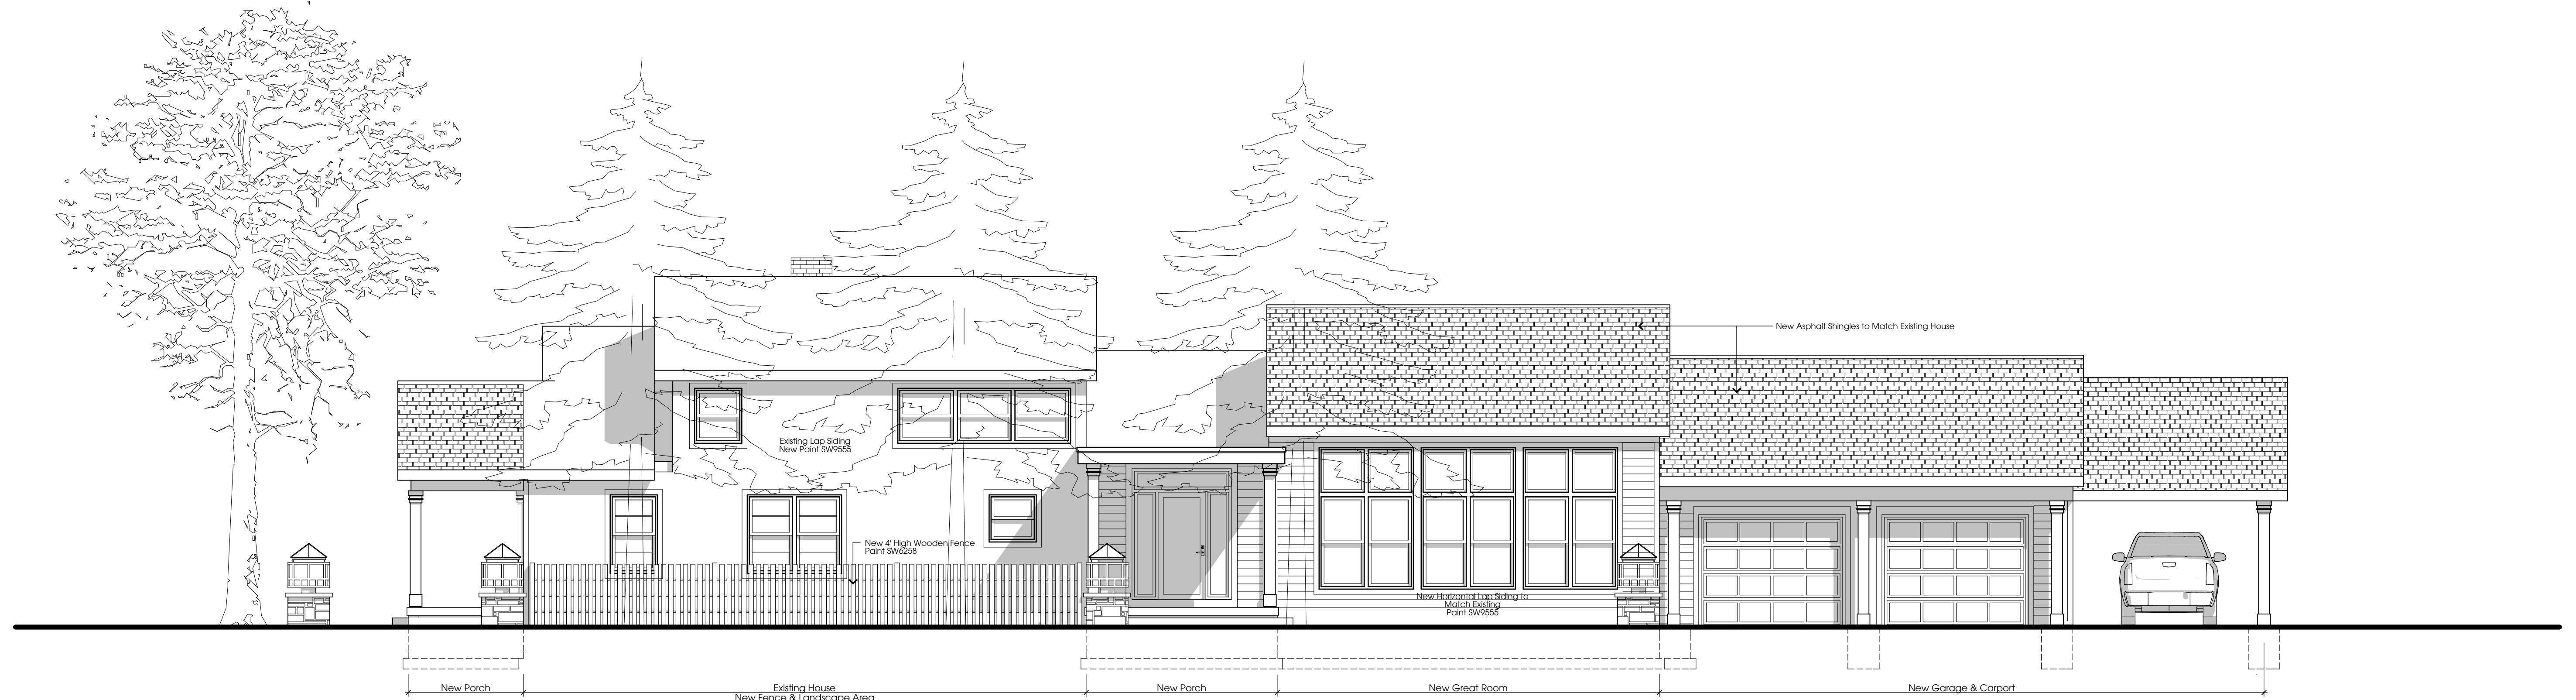 New Asphalt Shingles to Match Existing House
Existing Lap Siding
New Paint SW9555
New 4' High Wooden Fence
Paint SW6258
New Horizontal Lap Siding to
Match Existing
Paint SW9555
New Porch
Existing House
New Fence & Landscape Area
New Porch
New Great Room
New Garage & Carport